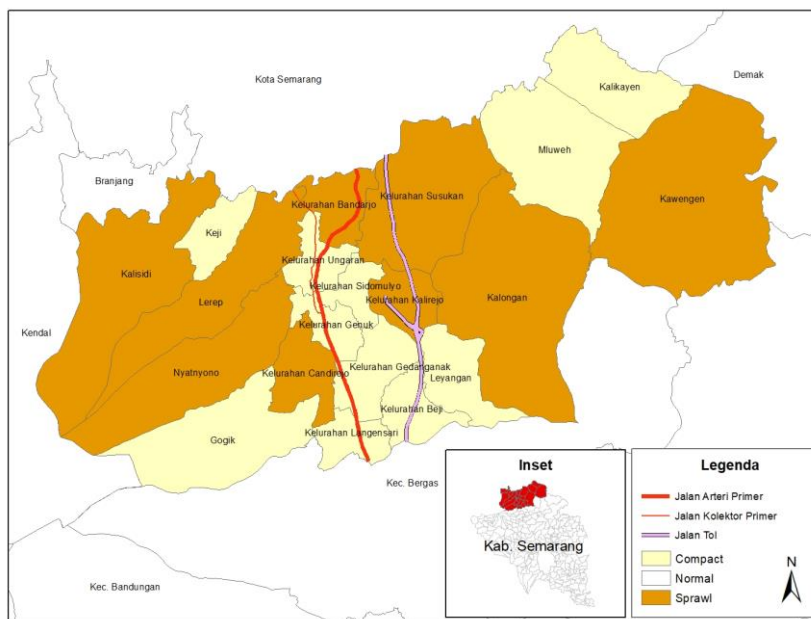 Kota Semarang
Demak
Kalikayen
Mluweh
Branjang
Kelurahan Susukan
Kelurahan Bandarjo
Kawengen
Keji
Kelurahan Ungaran
Kalisidi
Kelurahan Sidomulyo
Lerep
Kelurahan Kalirejo
Kalongan
Kelurahan Genuk
Kendal
Kelurahan Gedanganak
Nyatnyono
Kelurahan Candirejo
Leyangan
Kelurahan Beji
Gogik
Kelurahan Langensari
Kec. Bergas
Kec. Bandungan
Inset
Kab. Semarang
Legenda
Jalan Arteri Primer
Jalan Kolektor Primer
Jalan Tol
Compact
Normal
Sprawl
N